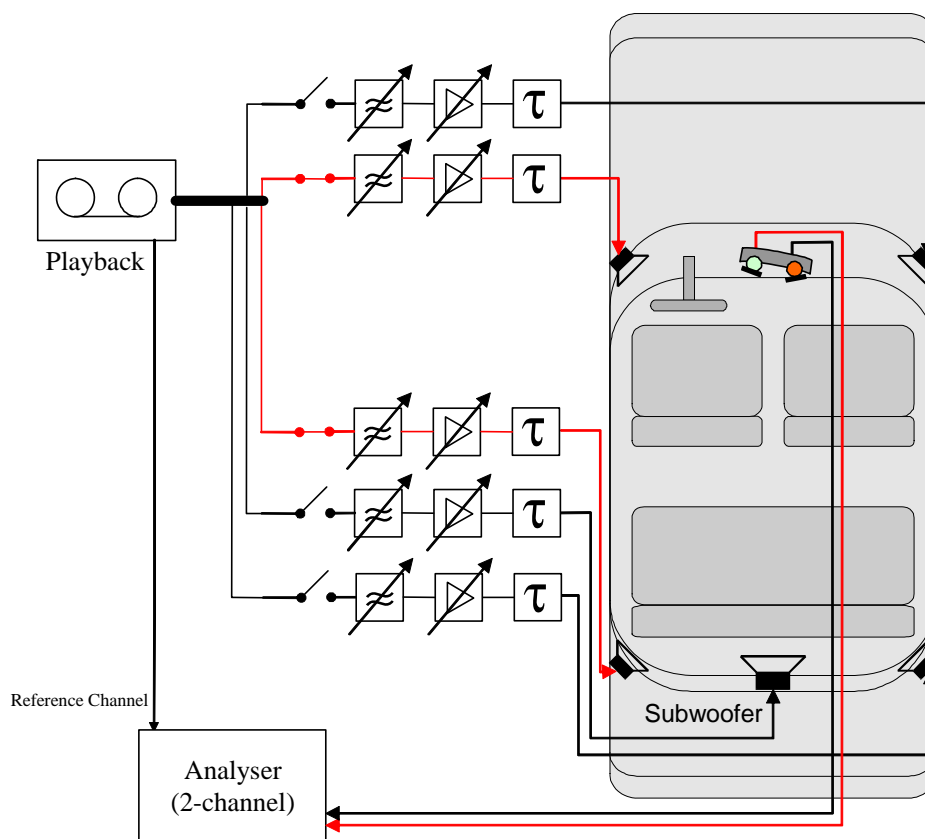 τ
τ
Playback
τ
τ
τ
Reference Channel
Subwoofer
Analyser
(2-channel)